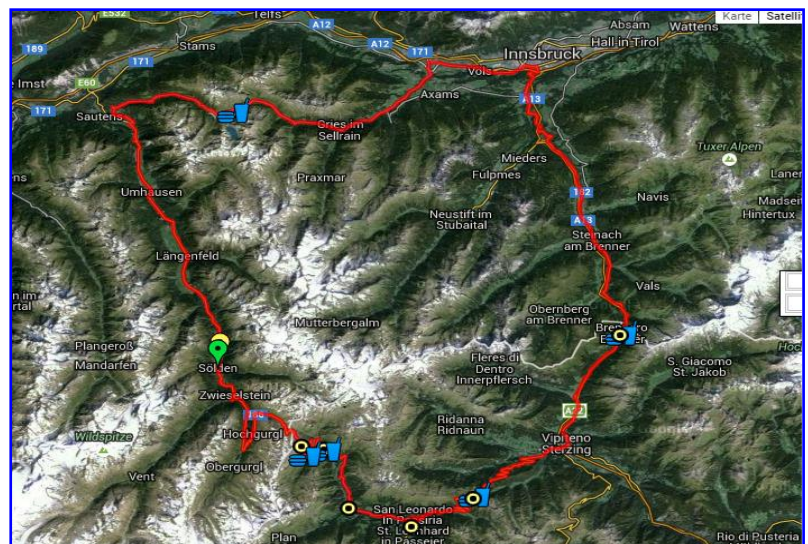 E532
Telfs
A12
Absam
Wattens
Karte
Satelli
189
Stams
A12
171
Innsbruck
Hall in Tirol
171
e Imst
E60
Vols
171
Sautens
Axams
A13
Gries im
Sellrain
Mieders
Tuxer Alpen
Praxmar
Fulpmes
Umhausen
182
Navis
Madseit
Hintertux
Neustift im
Stubaital
A13
Steinach
am Brenner
Längenfeld
Vals
Obernberg
am Brenner
Mutterbergalm
Plangeroß
Mandarfen
Sölden
Fleres di
Dentro
Innerpflersch
S. Giacomo
St. Jakob
Zwieselstein
Ridanna
Ridnaun
Wildspitze
Hochgurgl
Vipiteno
Sterzing
Obergurgl
Vent
San Leonardo
in Passiria
St. Leonhard
in Passeier
Plan
Rio di Pusteria